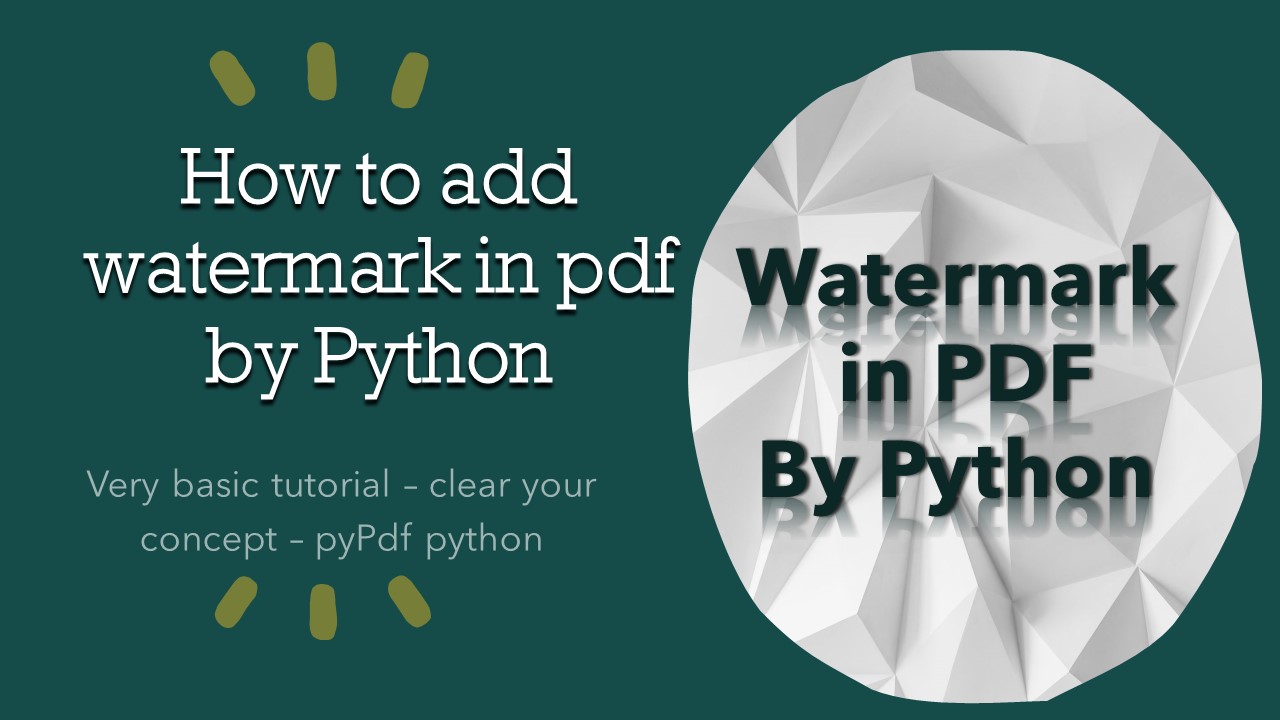 How to add
watermark in pdf
by Python
Very basic tutorial – clear your
concept – pyPdf python
Watermark
in PDF
By Python